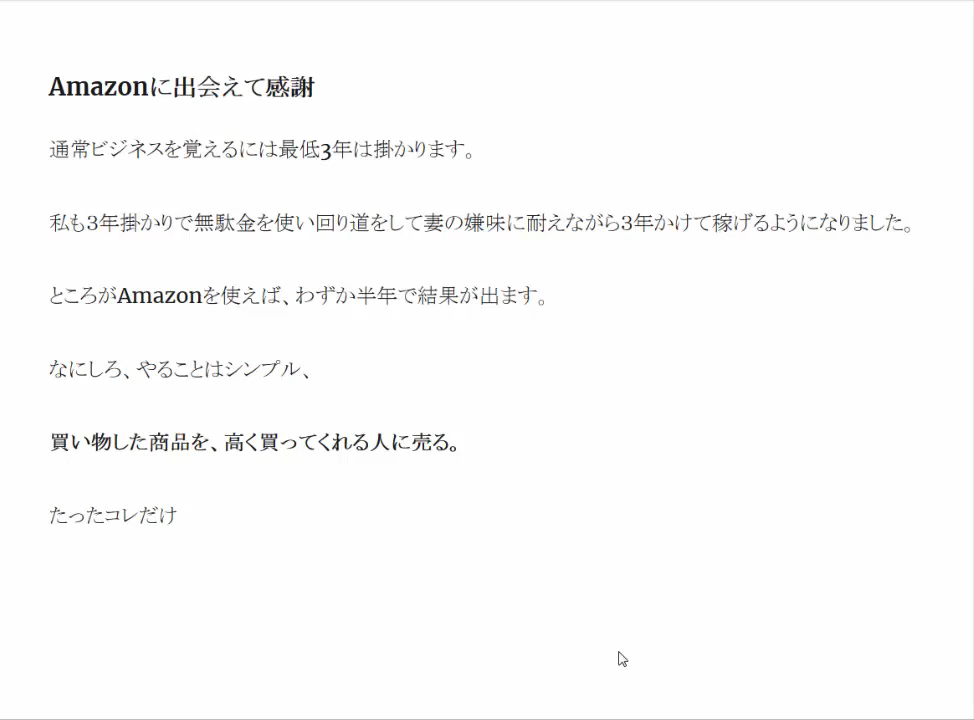 Amazonに出会えて感謝
通常ビジネスを覚えるには最低3年は掛かります。
私も3年掛かりで無駄金を使い回り道をして妻の嫌味に耐えながら3年かけて稼げるようになりました。
ところがAmazonを使えば、わずか半年で結果が出ます。
なにしろ、やることはシンプル、
買い物した商品を、高く買ってくれる人に売る。
たったコレだけ